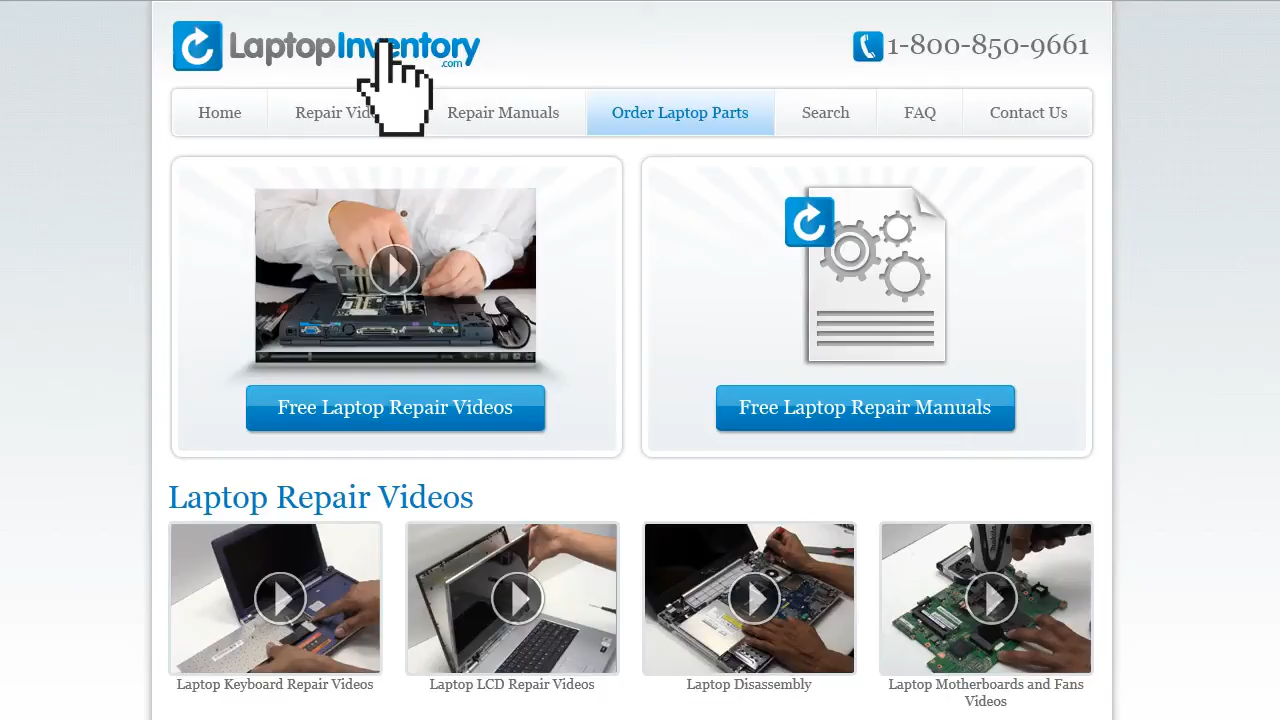 LaptopInventory
.com
1-800-850-9661
Home
Repair Manuals
Order Laptop Parts
Search
FAQ
Contact Us
Repair
Free Laptop Repair Videos
Free Laptop Repair Manuals
Laptop Repair Videos
Laptop Keyboard Repair Videos
Laptop LCD Repair Videos
Laptop Disassembly
Laptop Motherboards and Fans
Videos